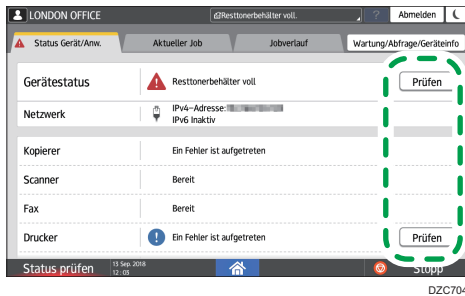 LONDON OFFICE
Resttonerbehälter voll.
?
Abmelden
Status Gerät/Anw.
Aktueller Job
Jobverlauf
Wartung/Abfrage/Geräteinfo
Gerätestatus
Resttonerbehälter voll
Prüfen
Netzwerk
IPv4-Adresse:
IPv6 Inaktiv
Kopierer
Ein Fehler ist aufgetreten
Scanner
Bereit
Fax
Bereit
Drucker
Ein Fehler ist aufgetreten
Prüfen
Status prüfen
13 Sep. 2018
12:03
Stopp
DZC704